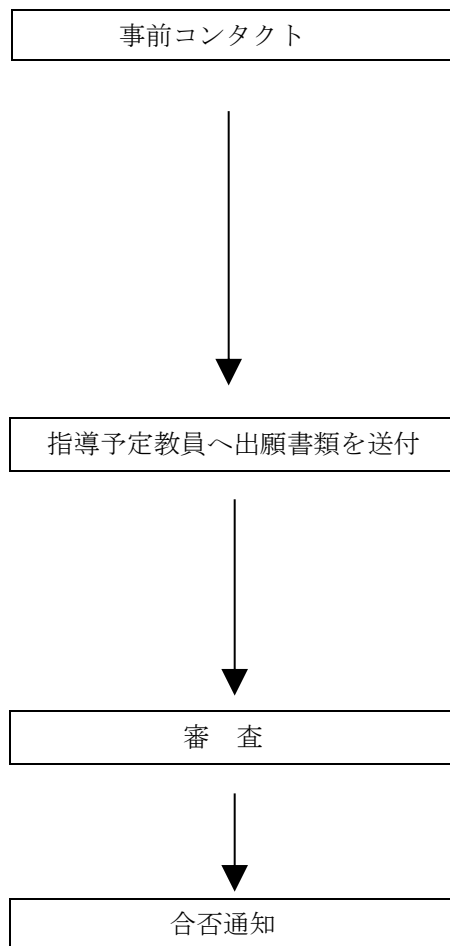 事前コンタクト
指導予定教員へ出願書類を送付
審　査
合否通知